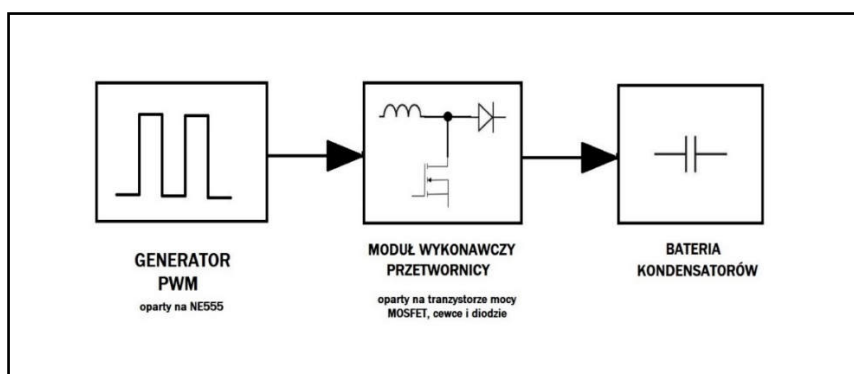 GENERATOR
PWM
oparty na NE555
MODUŁ WYKONAWCZY
PRZETWORNICY
oparty na tranzystorze mocy
MOSFET, cewce i diodzie
BATERIA
KONDENSATORÓW